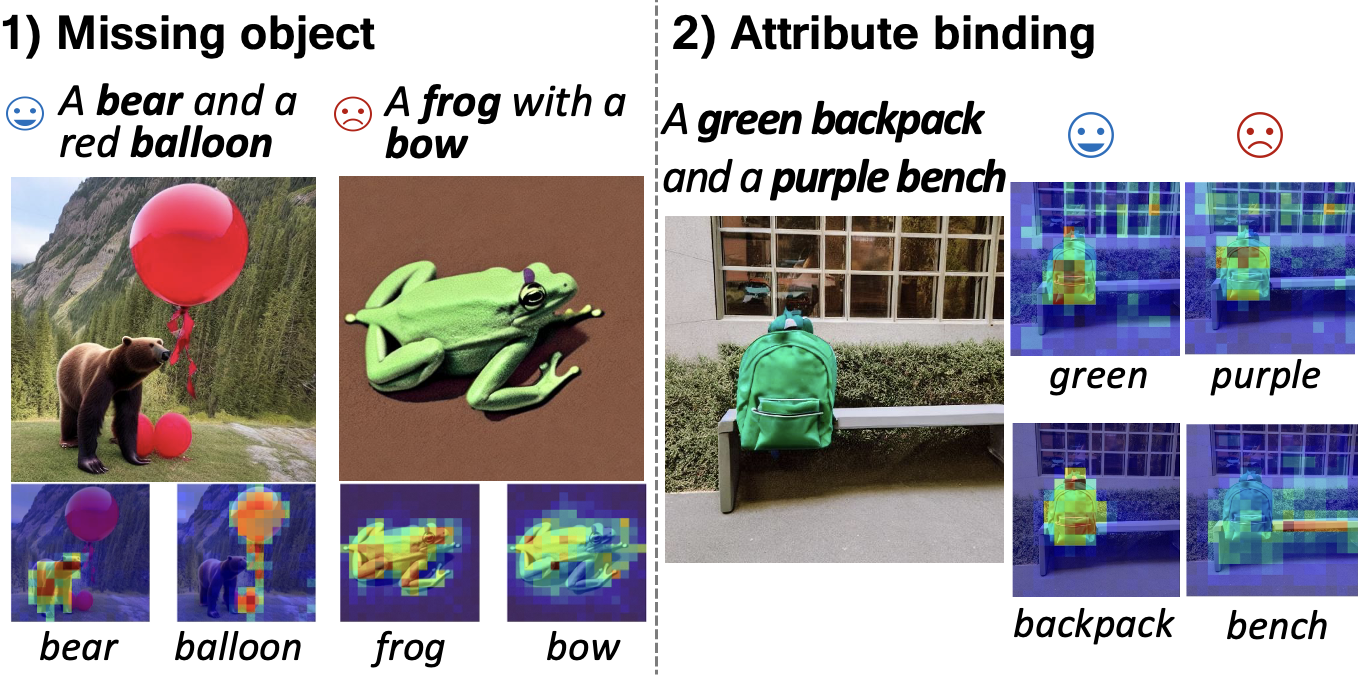 1) Missing object
A bear and a
red balloon
A frog with a
bow
bear
balloon
frog
bow
2) Attribute binding
A green backpack
and a purple bench
green
purple
backpack
bench